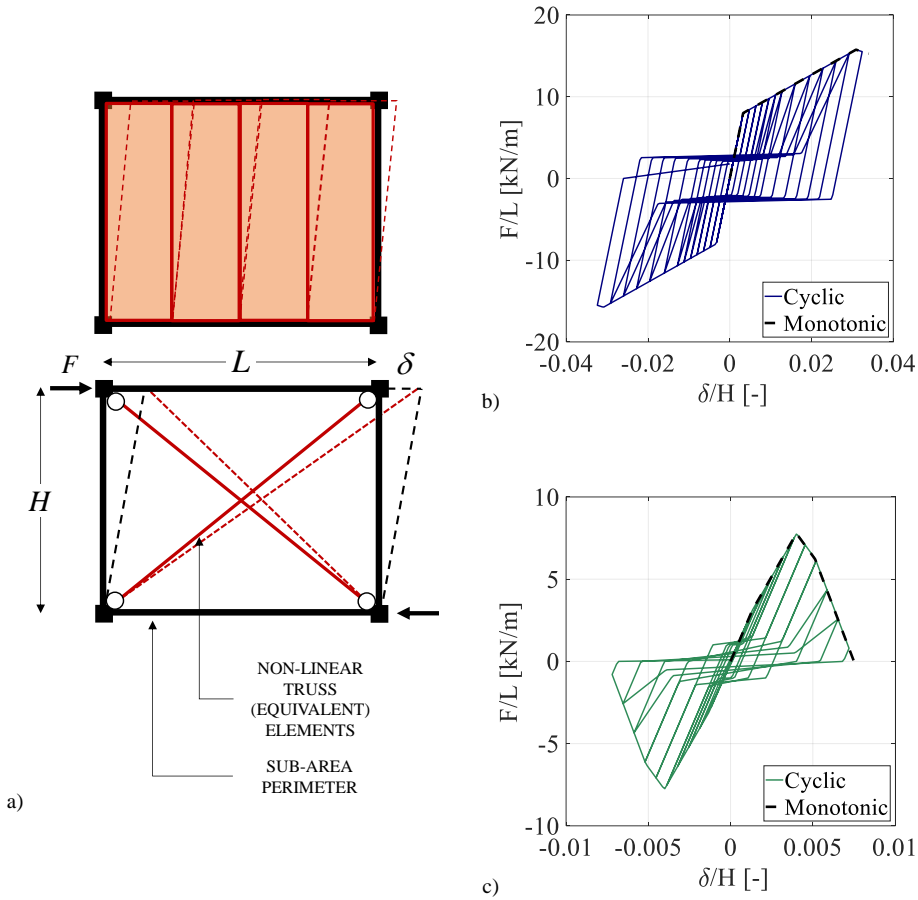 F
L
δ
H
NON-LINEAR
TRUSS
(EQUIVALENT)
ELEMENTS
SUB-AREA
PERIMETER
a)
20
10
0
-10
-20
F/L [kN/m]
-0.04
-0.02
0
0.02
0.04
δ/H [-]
Cyclic
Monotonic
b)
10
5
0
-5
-10
F/L [kN/m]
-0.01
-0.005
0
0.005
0.01
δ/H [-]
Cyclic
Monotonic
c)